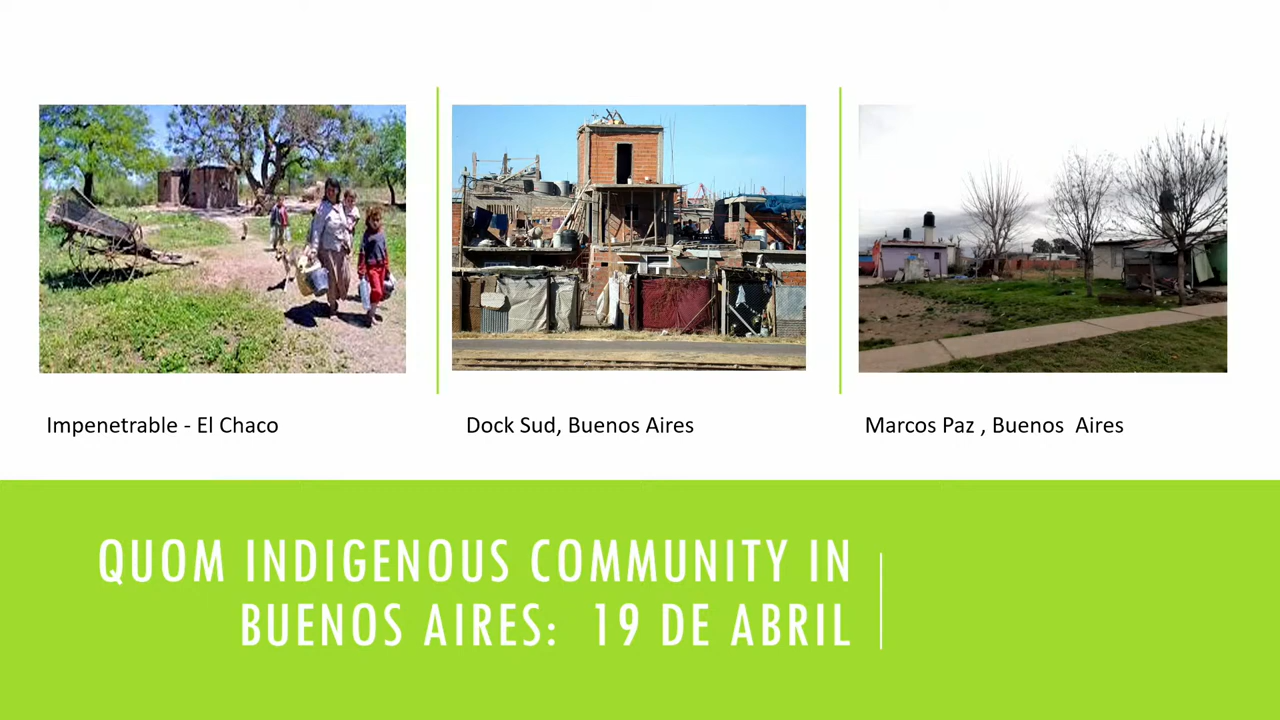 Impenetrable - El Chaco
Dock Sud, Buenos Aires
Marcos Paz , Buenos  Aires
QUOM INDIGENOUS COMMUNITY IN
BUENOS AIRES:  19 DE ABRIL